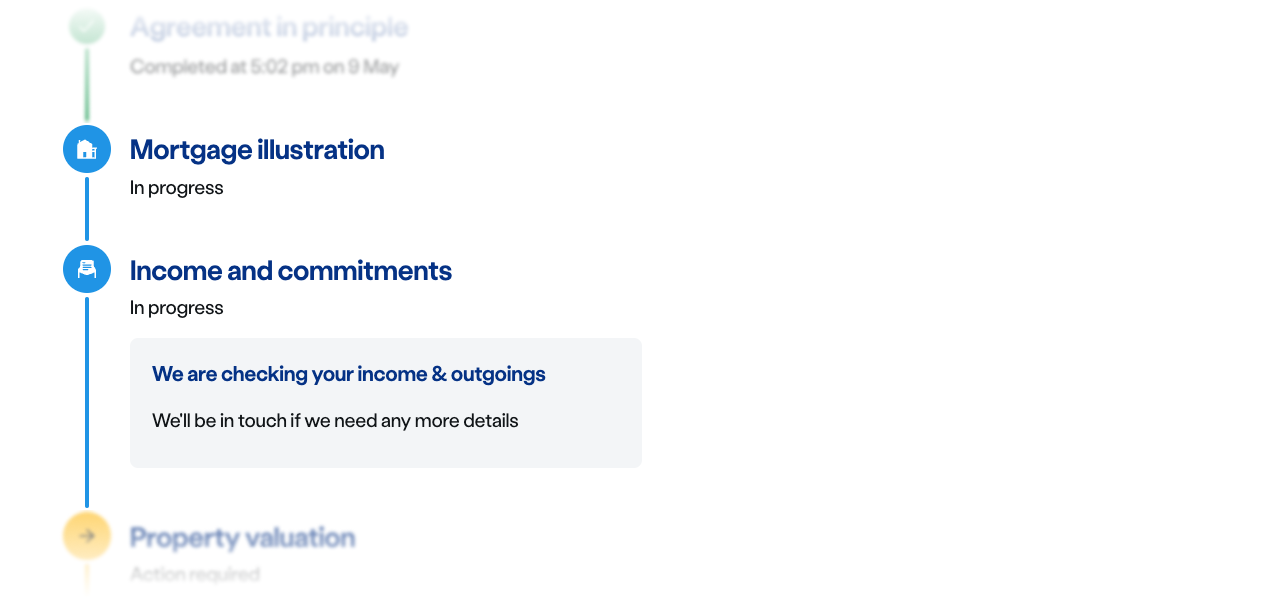 Agreement in principle
Completed at 5:02 pm on 9 May
Mortgage illustration
In progress
Income and commitments
In progress
We are checking your income & outgoings
We'll be in touch if we need any more details
Property valuation
Action required